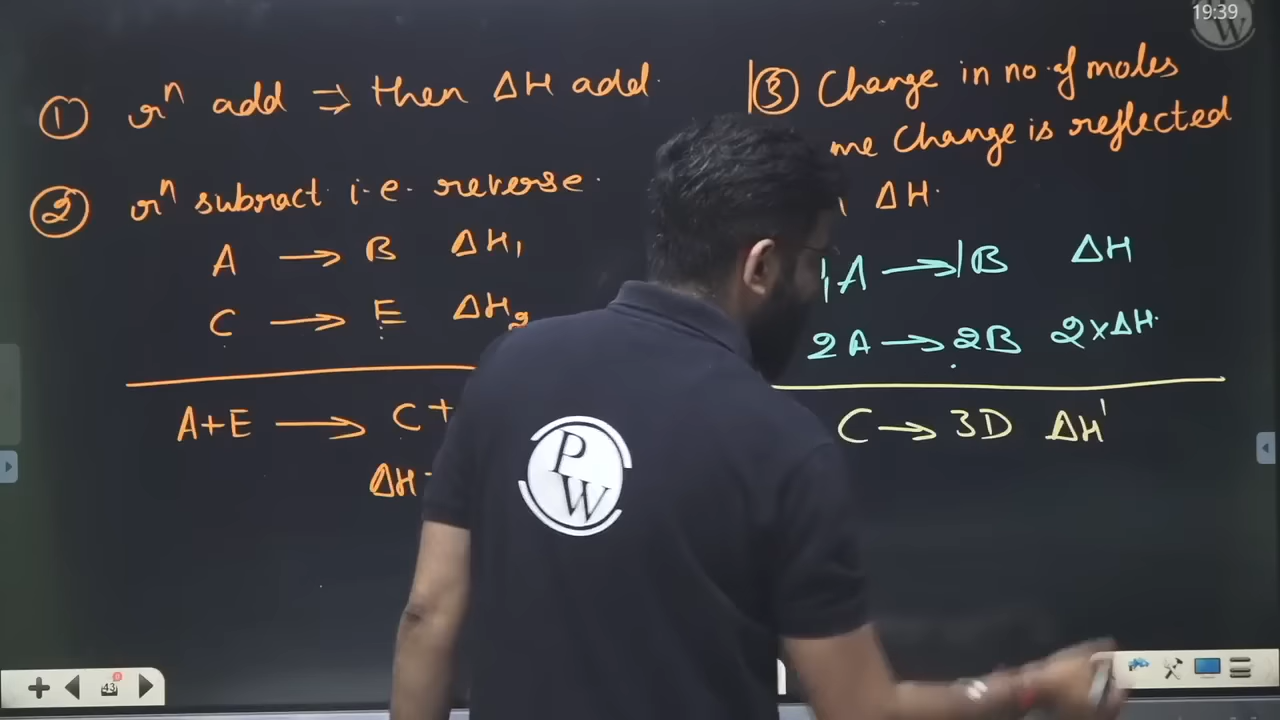 19:39
① rⁿ add ⇒ then ΔH add.
② rⁿ subract i.e. reverse.
A → B ΔH₁
C → E ΔH₂
A+E → C+
ΔH
③ Change in no. of moles
me Change is reflected
ΔH.
1A → 1B ΔH
2A → 2B 2×ΔH.
C → 3D ΔH'
P
W